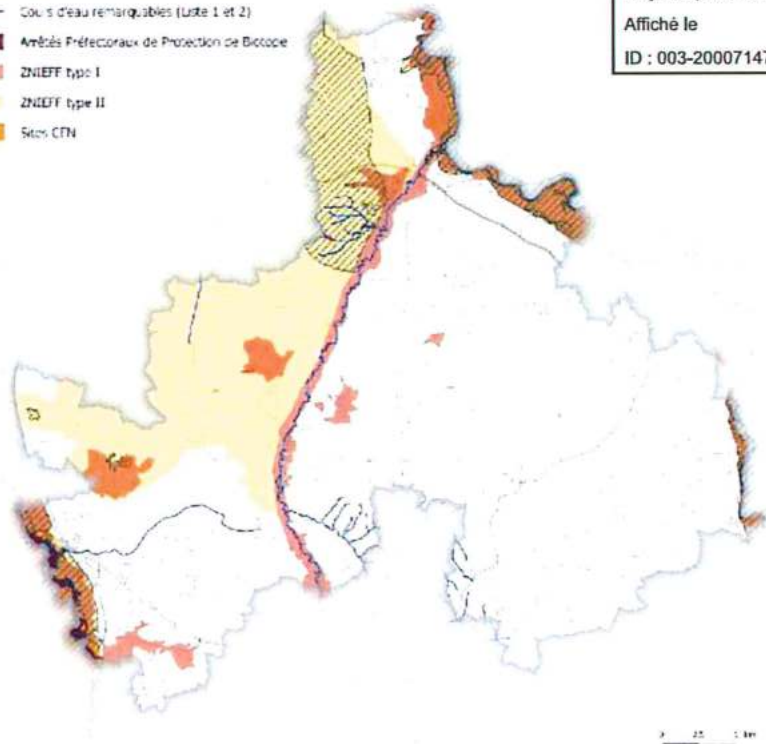 Cours d'eau remarquables (Liste 1 et 2)
Arrêtés Préfectoraux de Protection de Biotope
ZNIEFF type I
ZNIEFF type II
Sites CEN
Affiché le
ID : 003-20007147